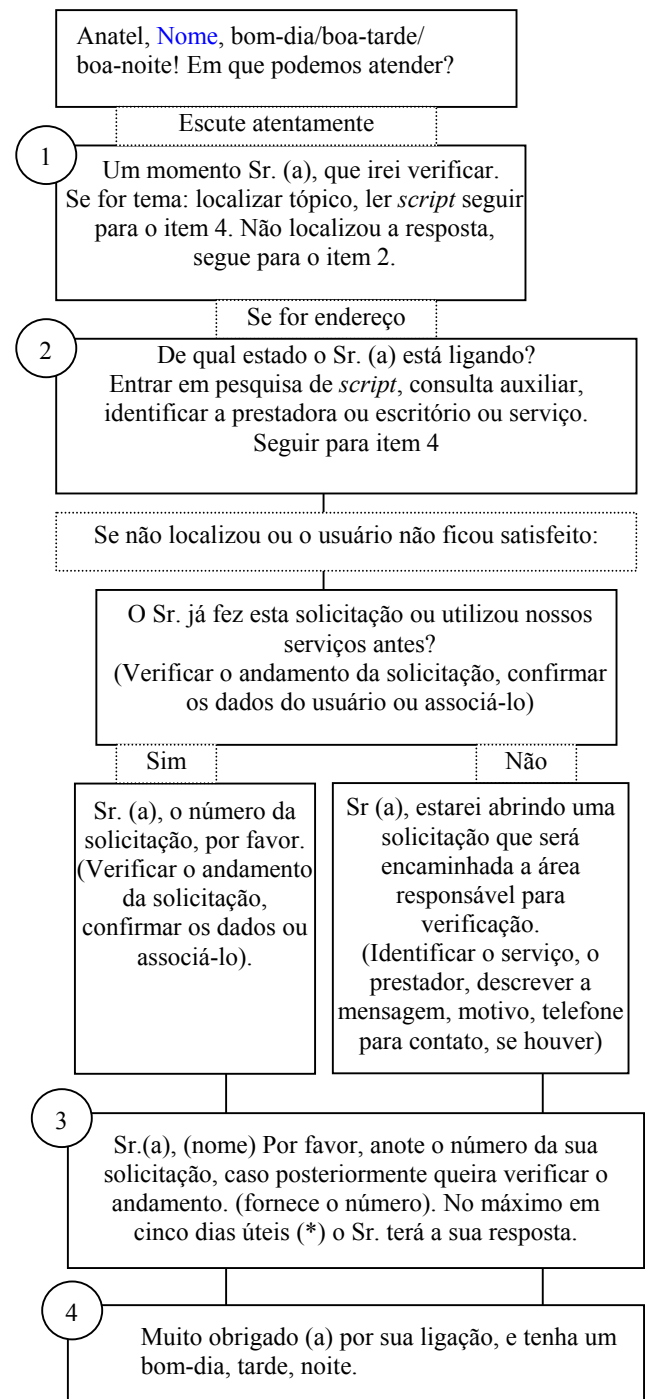 Anatel, Nome, bom-dia/boa-tarde/
boa-noite! Em que podemos atender?
Escute atentamente
1
Um momento Sr. (a), que irei verificar.
Se for tema: localizar tópico, ler script seguir
para o item 4. Não localizou a resposta,
segue para o item 2.
Se for endereço
2
De qual estado o Sr. (a) está ligando?
Entrar em pesquisa de script, consulta auxiliar,
identificar a prestadora ou escritório ou serviço.
Seguir para item 4
Se não localizou ou o usuário não ficou satisfeito:
O Sr. já fez esta solicitação ou utilizou nossos
serviços antes?
(Verificar o andamento da solicitação, confirmar
os dados do usuário ou associá-lo)
Sim
Sr. (a), o número da
solicitação, por favor.
(Verificar o andamento
da solicitação,
confirmar os dados ou
associá-lo).
Não
Sr (a), estarei abrindo uma
solicitação que será
encaminhada a área
responsável para
verificação.
(Identificar o serviço, o
prestador, descrever a
mensagem, motivo, telefone
para contato, se houver)
3
Sr.(a), (nome) Por favor, anote o número da sua
solicitação, caso posteriormente queira verificar o
andamento. (fornece o número). No máximo em
cinco dias úteis (*) o Sr. terá a sua resposta.
4
Muito obrigado (a) por sua ligação, e tenha um
bom-dia, tarde, noite.